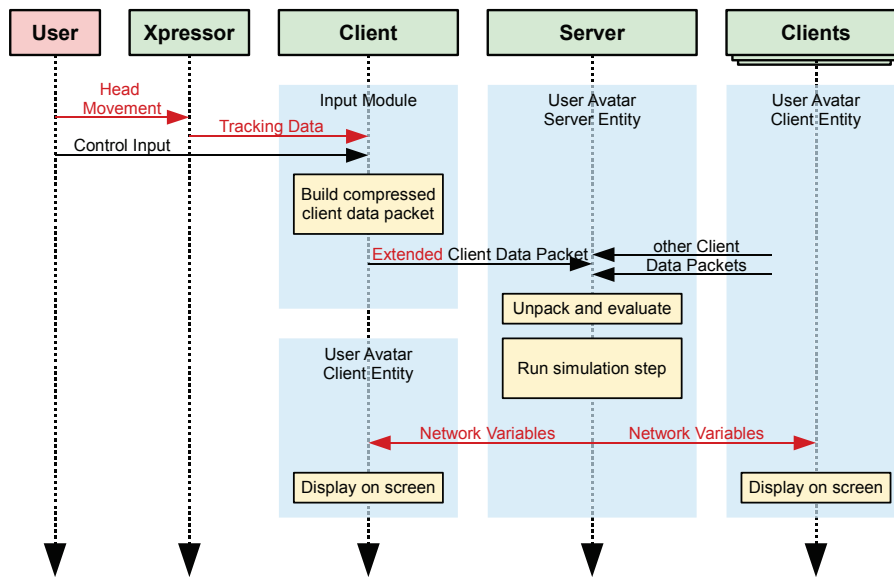 User
Xpressor
Client
Server
Clients
Input Module
User Avatar
Server Entity
User Avatar
Client Entity
Head
Movement
Tracking Data
Control Input
Build compressed
client data packet
Extended Client Data Packet
other Client
Data Packets
Unpack and evaluate
User Avatar
Client Entity
Run simulation step
Network Variables
Network Variables
Display on screen
Display on screen